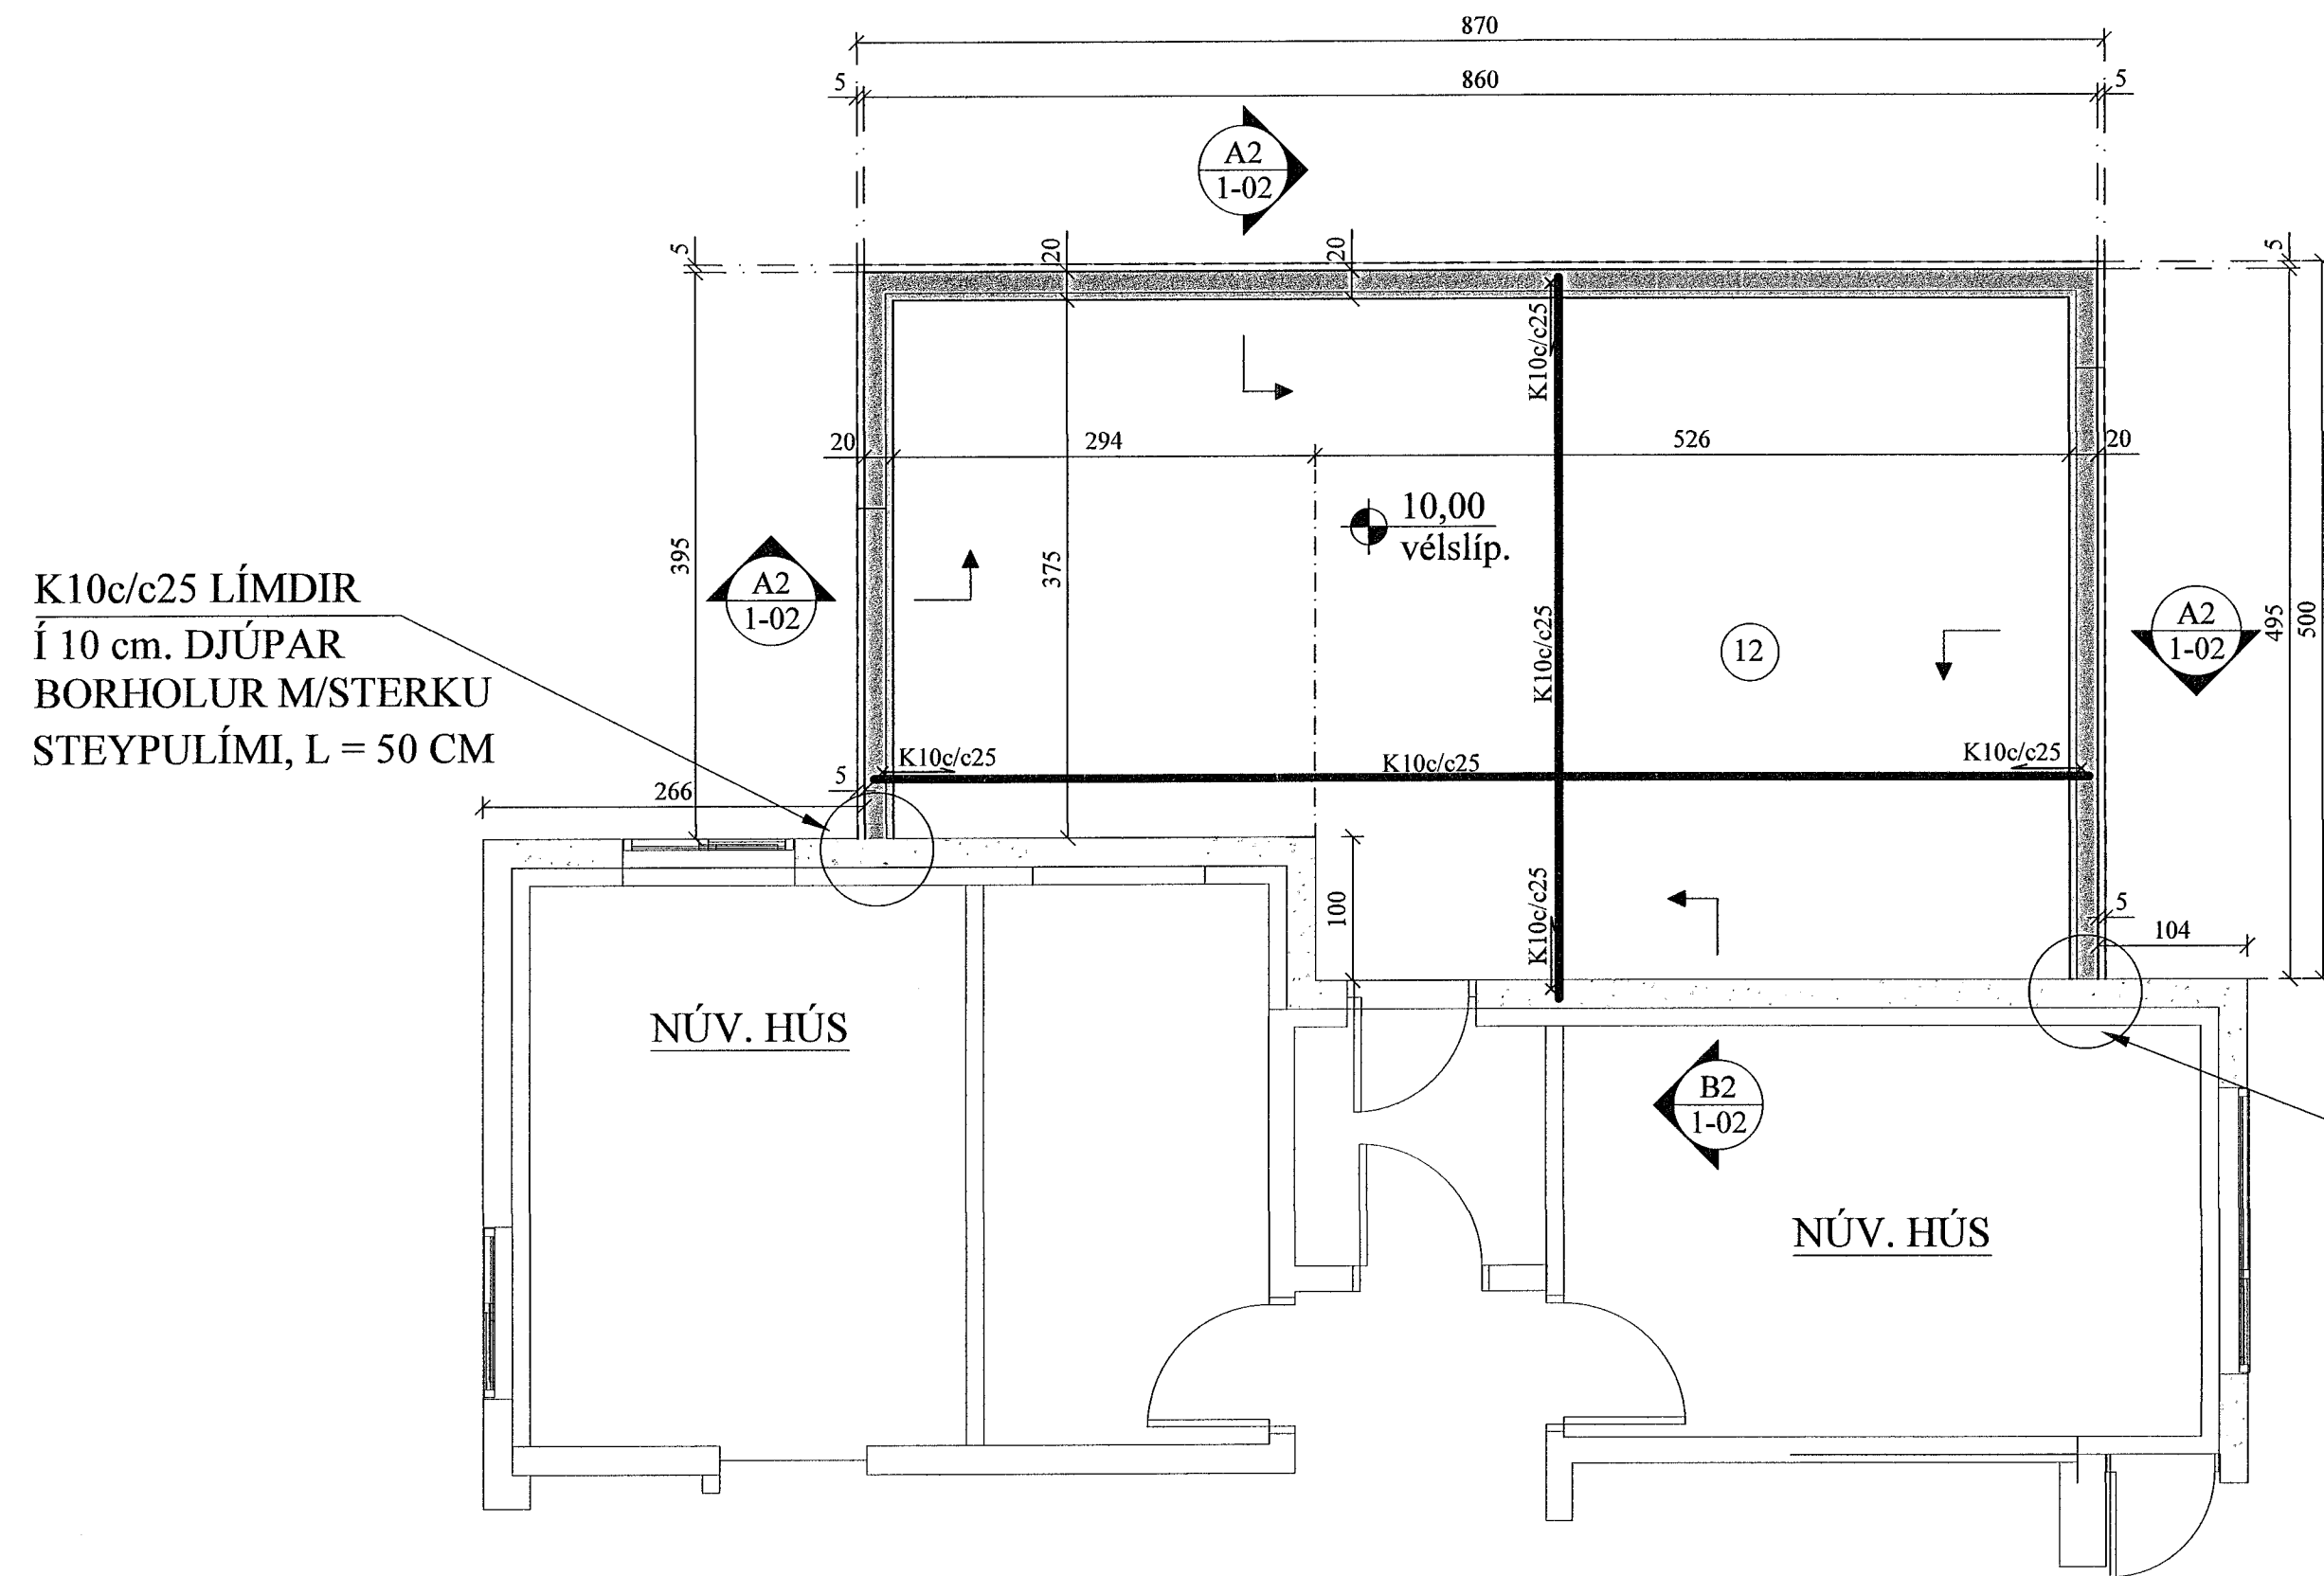 870
5
860
5
A2
1-02
5
20
20
5
K10c/c25
20
294
526
20
10,00
vélslíp.
395
375
A2
1-02
K10c/c25
12
A2
1-02
495
500
K10c/c25 LÍMDIR
Í 10 cm. DJÚPAR
BORHOLUR M/STERKU
STEYPULÍMI, L = 50 CM
K10c/c25
K10c/c25
K10c/c25
5
266
100
K10c/c25
5
104
NÚV. HÚS
B2
1-02
NÚV. HÚS